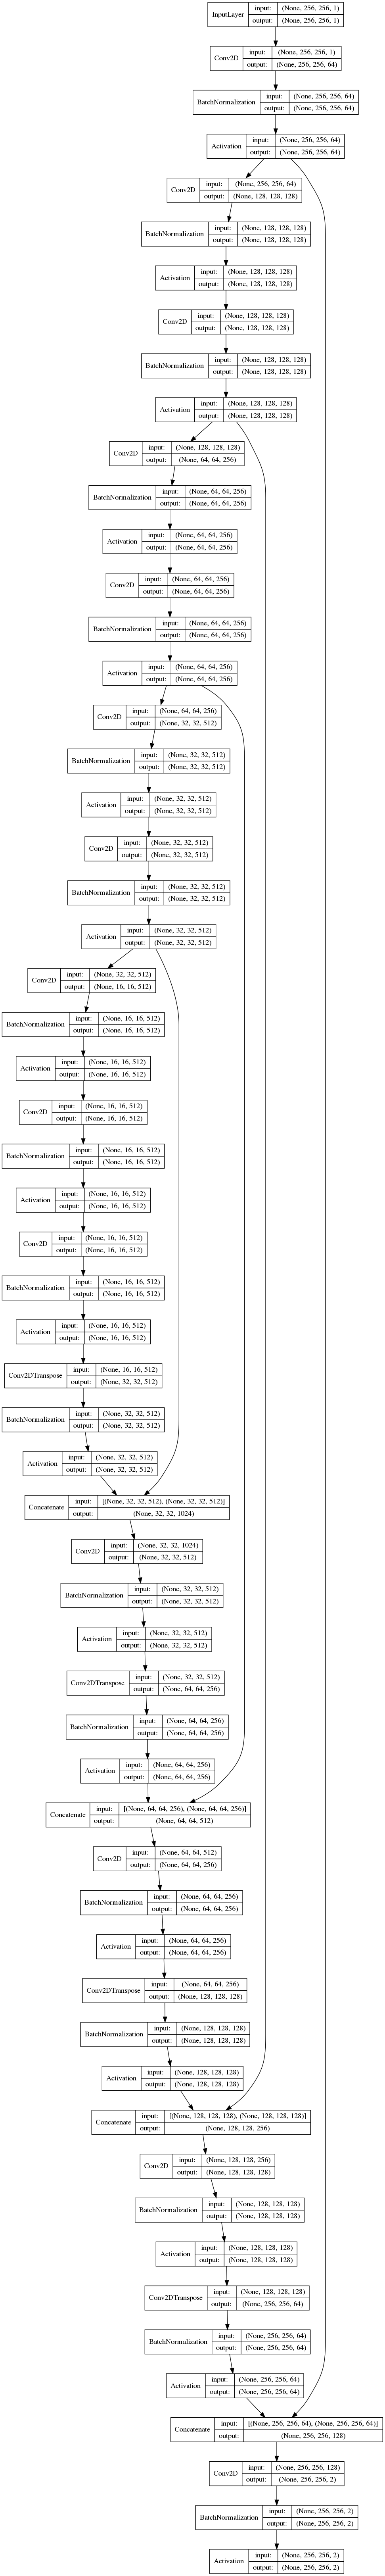 InputLayer input: (None, 256, 256, 1)
output: (None, 256, 256, 1)
Conv2D input: (None, 256, 256, 1)
output: (None, 256, 256, 64)
BatchNormalization input: (None, 256, 256, 64)
output: (None, 256, 256, 64)
Activation input: (None, 256, 256, 64)
output: (None, 256, 256, 64)
Conv2D input: (None, 256, 256, 64)
output: (None, 128, 128, 128)
BatchNormalization input: (None, 128, 128, 128)
output: (None, 128, 128, 128)
Activation input: (None, 128, 128, 128)
output: (None, 128, 128, 128)
Conv2D input: (None, 128, 128, 128)
output: (None, 128, 128, 128)
BatchNormalization input: (None, 128, 128, 128)
output: (None, 128, 128, 128)
Activation input: (None, 128, 128, 128)
output: (None, 128, 128, 128)
Conv2D input: (None, 128, 128, 128)
output: (None, 64, 64, 256)
BatchNormalization input: (None, 64, 64, 256)
output: (None, 64, 64, 256)
Activation input: (None, 64, 64, 256)
output: (None, 64, 64, 256)
Conv2D input: (None, 64, 64, 256)
output: (None, 64, 64, 256)
BatchNormalization input: (None, 64, 64, 256)
output: (None, 64, 64, 256)
Activation input: (None, 64, 64, 256)
output: (None, 64, 64, 256)
Conv2D input: (None, 64, 64, 256)
output: (None, 32, 32, 512)
BatchNormalization input: (None, 32, 32, 512)
output: (None, 32, 32, 512)
Activation input: (None, 32, 32, 512)
output: (None, 32, 32, 512)
Conv2D input: (None, 32, 32, 512)
output: (None, 32, 32, 512)
BatchNormalization input: (None, 32, 32, 512)
output: (None, 32, 32, 512)
Activation input: (None, 32, 32, 512)
output: (None, 32, 32, 512)
Conv2D input: (None, 32, 32, 512)
output: (None, 16, 16, 512)
BatchNormalization input: (None, 16, 16, 512)
output: (None, 16, 16, 512)
Activation input: (None, 16, 16, 512)
output: (None, 16, 16, 512)
Conv2D input: (None, 16, 16, 512)
output: (None, 16, 16, 512)
BatchNormalization input: (None, 16, 16, 512)
output: (None, 16, 16, 512)
Activation input: (None, 16, 16, 512)
output: (None, 16, 16, 512)
Conv2D input: (None, 16, 16, 512)
output: (None, 16, 16, 512)
BatchNormalization input: (None, 16, 16, 512)
output: (None, 16, 16, 512)
Activation input: (None, 16, 16, 512)
output: (None, 16, 16, 512)
Conv2DTranspose input: (None, 16, 16, 512)
output: (None, 32, 32, 512)
BatchNormalization input: (None, 32, 32, 512)
output: (None, 32, 32, 512)
Activation input: (None, 32, 32, 512)
output: (None, 32, 32, 512)
Concatenate input: [(None, 32, 32, 512), (None, 32, 32, 512)]
output: (None, 32, 32, 1024)
Conv2D input: (None, 32, 32, 1024)
output: (None, 32, 32, 512)
BatchNormalization input: (None, 32, 32, 512)
output: (None, 32, 32, 512)
Activation input: (None, 32, 32, 512)
output: (None, 32, 32, 512)
Conv2DTranspose input: (None, 32, 32, 512)
output: (None, 64, 64, 256)
BatchNormalization input: (None, 64, 64, 256)
output: (None, 64, 64, 256)
Activation input: (None, 64, 64, 256)
output: (None, 64, 64, 256)
Concatenate input: [(None, 64, 64, 256), (None, 64, 64, 256)]
output: (None, 64, 64, 512)
Conv2D input: (None, 64, 64, 512)
output: (None, 64, 64, 256)
BatchNormalization input: (None, 64, 64, 256)
output: (None, 64, 64, 256)
Activation input: (None, 64, 64, 256)
output: (None, 64, 64, 256)
Conv2DTranspose input: (None, 64, 64, 256)
output: (None, 128, 128, 128)
BatchNormalization input: (None, 128, 128, 128)
output: (None, 128, 128, 128)
Activation input: (None, 128, 128, 128)
output: (None, 128, 128, 128)
Concatenate input: [(None, 128, 128, 128), (None, 128, 128, 128)]
output: (None, 128, 128, 256)
Conv2D input: (None, 128, 128, 256)
output: (None, 128, 128, 128)
BatchNormalization input: (None, 128, 128, 128)
output: (None, 128, 128, 128)
Activation input: (None, 128, 128, 128)
output: (None, 128, 128, 128)
Conv2DTranspose input: (None, 128, 128, 128)
output: (None, 256, 256, 64)
BatchNormalization input: (None, 256, 256, 64)
output: (None, 256, 256, 64)
Activation input: (None, 256, 256, 64)
output: (None, 256, 256, 64)
Concatenate input: [(None, 256, 256, 64), (None, 256, 256, 64)]
output: (None, 256, 256, 128)
Conv2D input: (None, 256, 256, 128)
output: (None, 256, 256, 2)
BatchNormalization input: (None, 256, 256, 2)
output: (None, 256, 256, 2)
Activation input: (None, 256, 256, 2)
output: (None, 256, 256, 2)